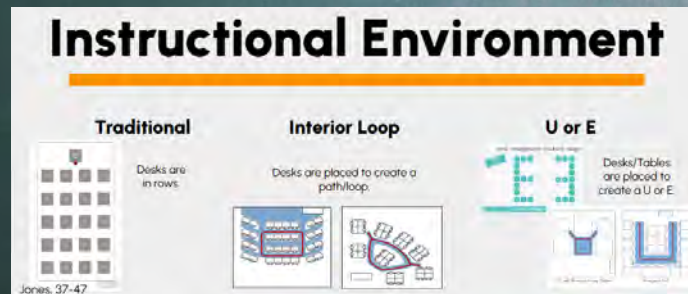 Instructional Environment
Traditional
Desks are
in rows.
Interior Loop
Desks are placed to create a
path/loop.
U or E
Desks/Tables
are placed to
create a U or E.
Jones, 37-47